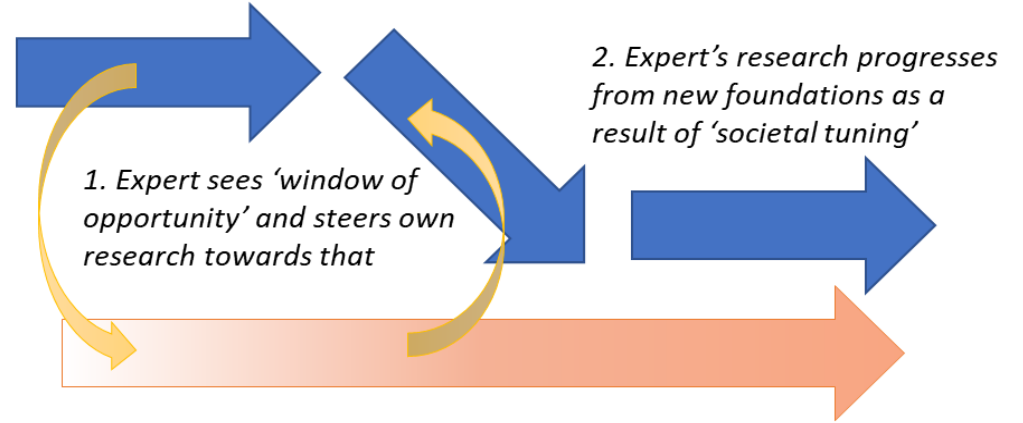 2. Expert’s research progresses
from new foundations as a
result of ‘societal tuning’
1. Expert sees ‘window of
opportunity’ and steers own
research towards that